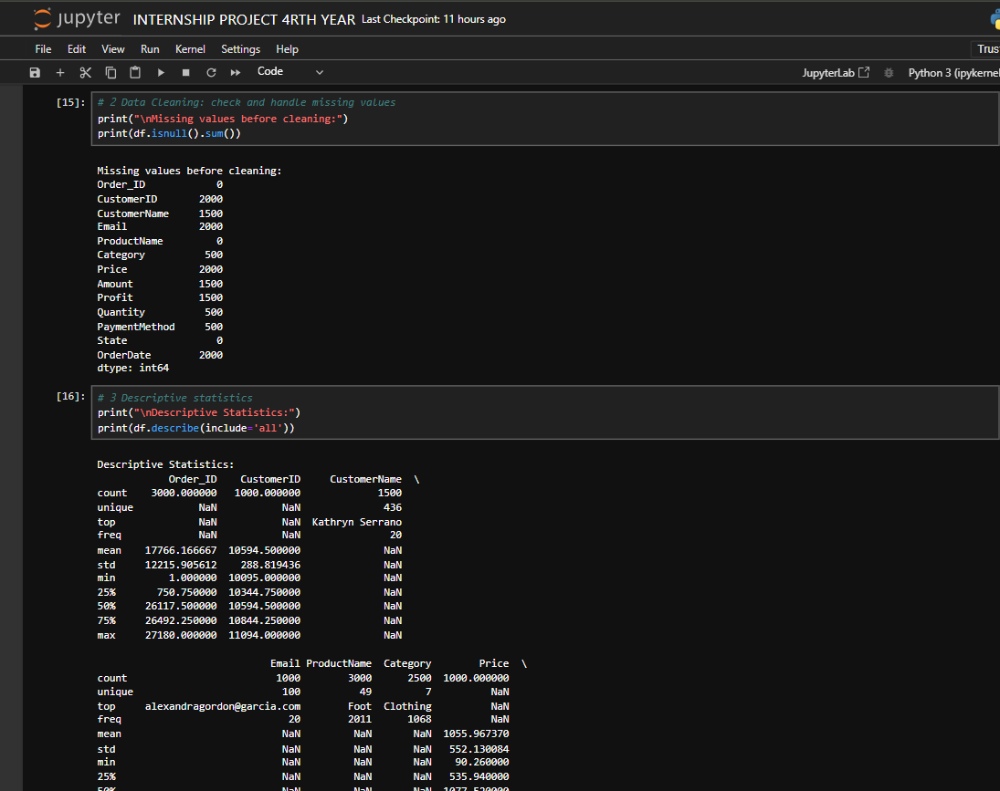 jupyter INTERNSHIP PROJECT 4RTH YEAR Last Checkpoint: 11 hours ago
File Edit View Run Kernel Settings Help Trus
Code JupyterLab Python 3 (ipykerne
[15]: # 2 Data Cleaning: check and handle missing values
print("\nMissing values before cleaning:")
print(df.isnull().sum())
Missing values before cleaning:
Order_ID 0
CustomerID 2000
CustomerName 1500
Email 2000
ProductName 0
Category 500
Price 2000
Amount 1500
Profit 1500
Quantity 500
PaymentMethod 500
State 0
OrderDate 2000
dtype: int64
[16]: # 3 Descriptive statistics
print("\nDescriptive Statistics:")
print(df.describe(include='all'))
Descriptive Statistics:
Order_ID CustomerID CustomerName \
count 3000.000000 1000.000000 1500
unique NaN NaN 436
top NaN NaN Kathryn Serrano
freq NaN NaN 20
mean 17766.166667 10594.500000 NaN
std 12215.905612 288.819436 NaN
min 1.000000 10095.000000 NaN
25% 750.750000 10344.750000 NaN
50% 26117.500000 10594.500000 NaN
75% 26492.250000 10844.250000 NaN
max 27180.000000 11094.000000 NaN
Email ProductName Category Price \
count 1000 3000 2500 1000.000000
unique 100 49 7 NaN
top alexandragordon@garcia.com Foot Clothing NaN
freq 20 2011 1068 NaN
mean NaN NaN NaN 1055.967370
std NaN NaN NaN 552.130084
min NaN NaN NaN 90.260000
25% NaN NaN NaN 535.940000
50% NaN NaN NaN 1077.520000